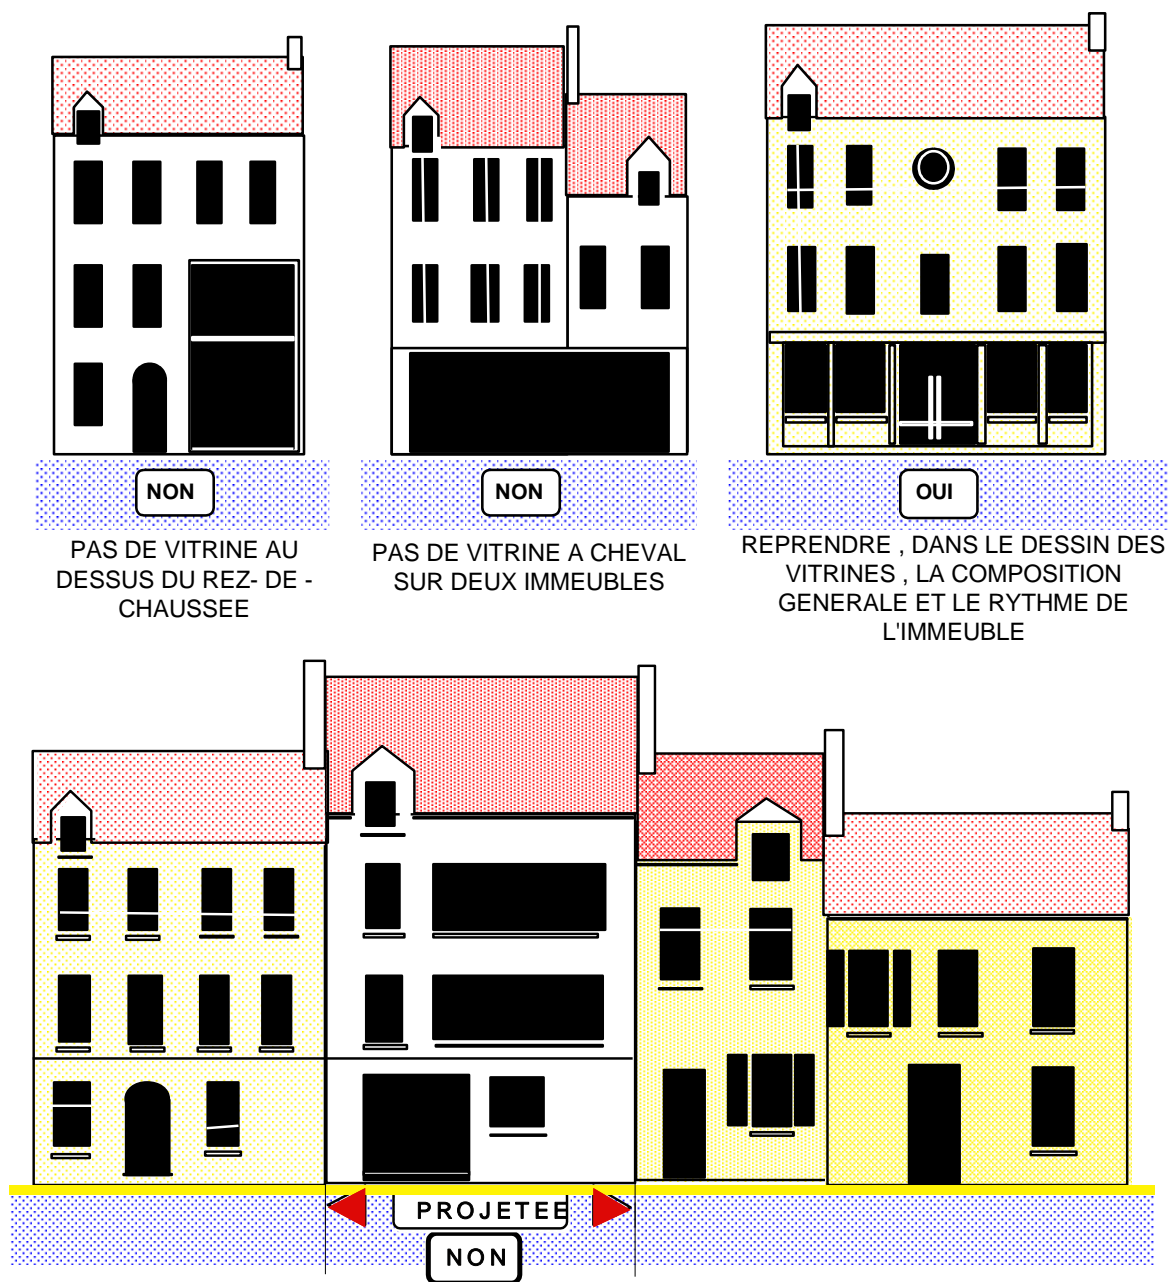 NON
PAS DE VITRINE AU
DESSUS DU REZ- DE -
CHAUSSEE
NON
PAS DE VITRINE A CHEVAL
SUR DEUX IMMEUBLES
OUI
REPRENDRE , DANS LE DESSIN DES
VITRINES , LA COMPOSITION
GENERALE ET LE RYTHME DE
L'IMMEUBLE
PROJETEE
NON